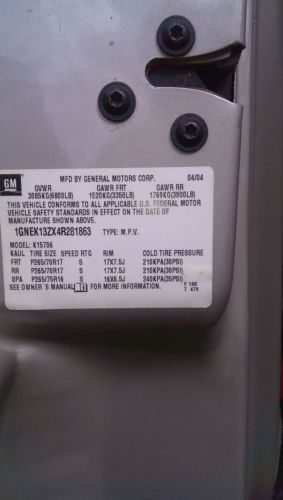 GM
MFD BY GENERAL MOTORS CORP. 04/04
GVWR GAWR FRT GAWR RR
3085KG(6800LB) 1520KG(3350LB) 1769KG(3900LB)
THIS VEHICLE CONFORMS TO ALL APPLICABLE U.S. FEDERAL MOTOR
VEHICLE SAFETY STANDARDS IN EFFECT ON THE DATE OF
MANUFACTURE SHOWN ABOVE.
1GNEK13ZX4R281863 TYPE: M.P.V.
MODEL: K15706
KAUL TIRE SIZE SPEED RTG RIM COLD TIRE PRESSURE
FRT P265/70R17 S 17X7.5J 210KPA(30PSI)
RR P265/70R17 S 17X7.5J 210KPA(30PSI)
SPA P265/75R16 S 16X6.5J 240KPA(35PSI)
SEE OWNER'S MANUAL FOR MORE INFORMATION.
T 479